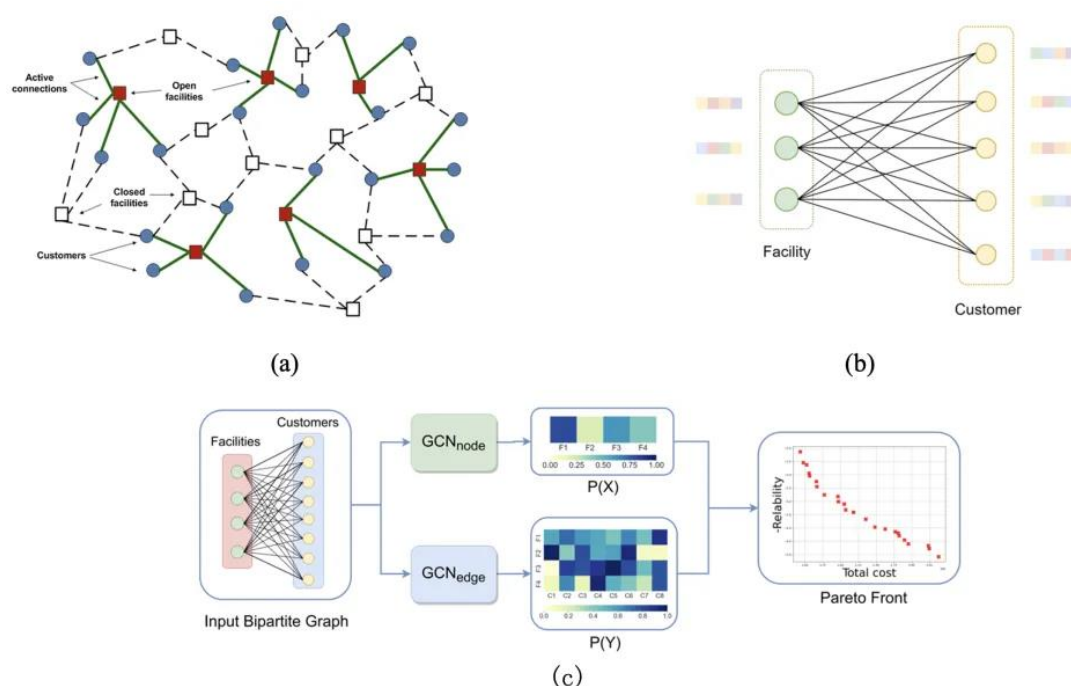 Active
connections
Open
facilities
Closed
facilities
Customers
(a)
Facility
Customer
(b)
Facilities
Customers
Input Bipartite Graph
GCNnode
GCNedge
F1 F2 F3 F4
0.00 0.25 0.50 0.75 1.00
P(X)
F1
F2
F3
F4
C1 C2 C3 C4 C5 C6 C7 C8
0.0 0.2 0.4 0.6 0.8 1.0
P(Y)
-Relability
Total cost
Pareto Front
(c)